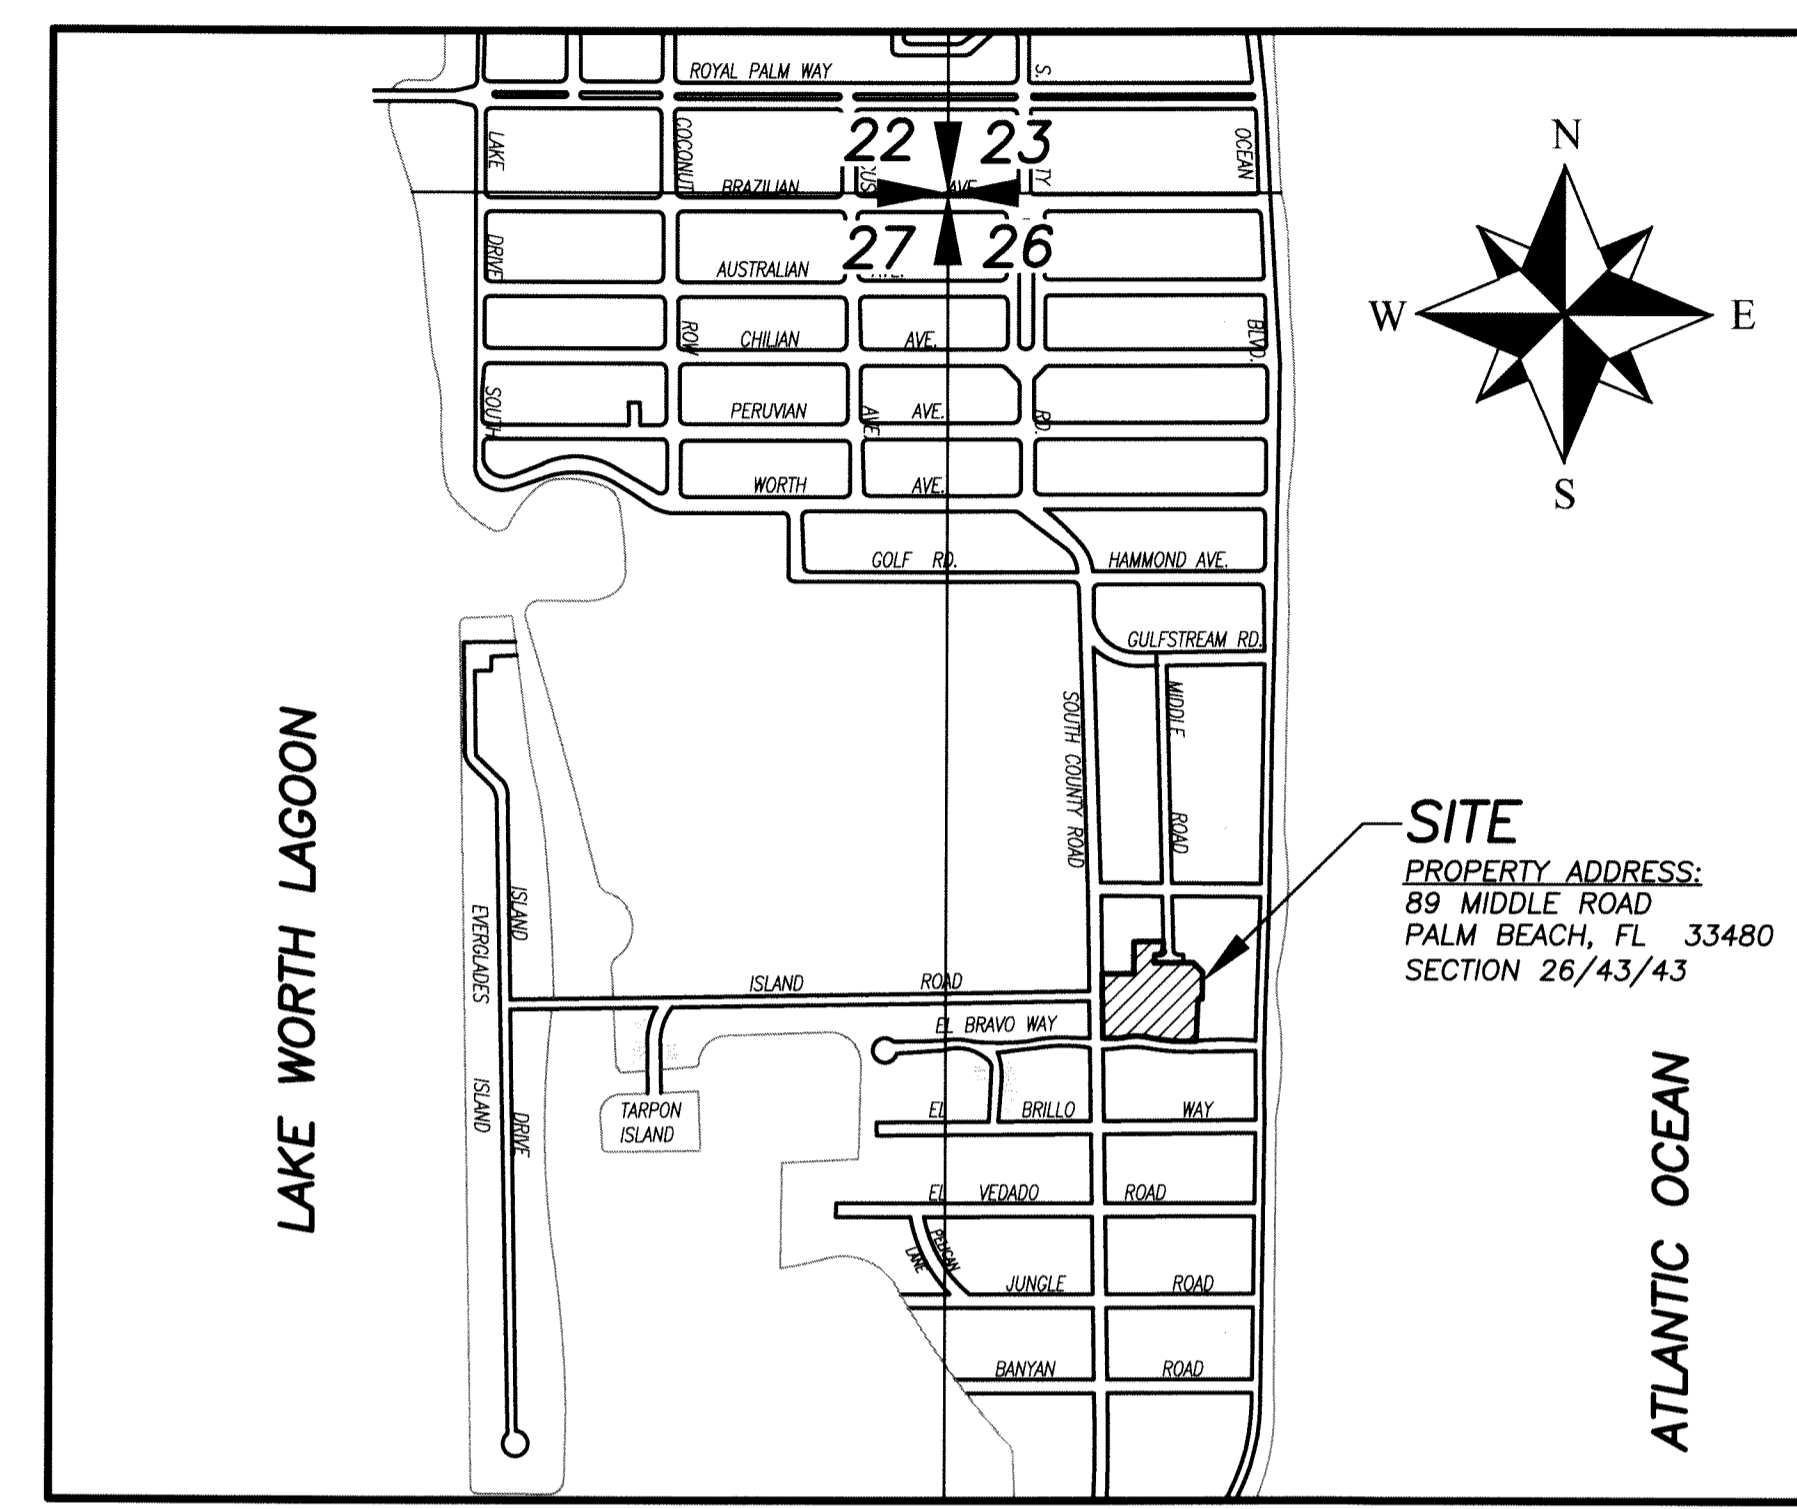 ROYAL PALM WAY
S.
22 23
27 26
LAKE
DRIVE
SOUTH
COCONUT
ROW
BRAZILIAN AVE.
TY
OCEAN
BLVD.
AUSTRALIAN
CHILIAN AVE.
PERUVIAN AVE.
AVE.
RD.
WORTH AVE.
GOLF RD.
HAMMOND AVE.
GULFSTREAM RD.
SOUTH COUNTY ROAD
MIDDLE ROAD
N
W E
S
LAKE WORTH LAGOON
SITE
PROPERTY ADDRESS:
89 MIDDLE ROAD
PALM BEACH, FL 33480
SECTION 26/43/43
ISLAND DRIVE
EVERGLADES ISLAND
ISLAND ROAD
EL BRAVO WAY
TARPON
ISLAND
EL BRILLO WAY
EL VEDADO ROAD
PELICAN
LANE
JUNGLE ROAD
BANYAN ROAD
ATLANTIC OCEAN